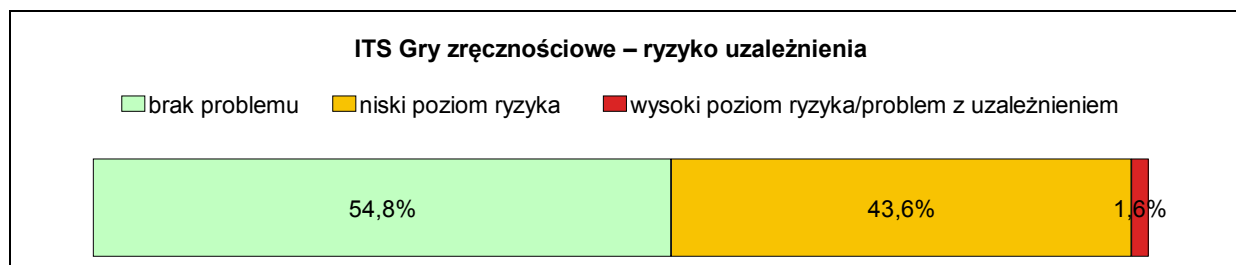 ITS Gry zręcznościowe – ryzyko uzależnienia
brak problemu niski poziom ryzyka wysoki poziom ryzyka/problem z uzależnieniem
54,8% 43,6% 1,6%